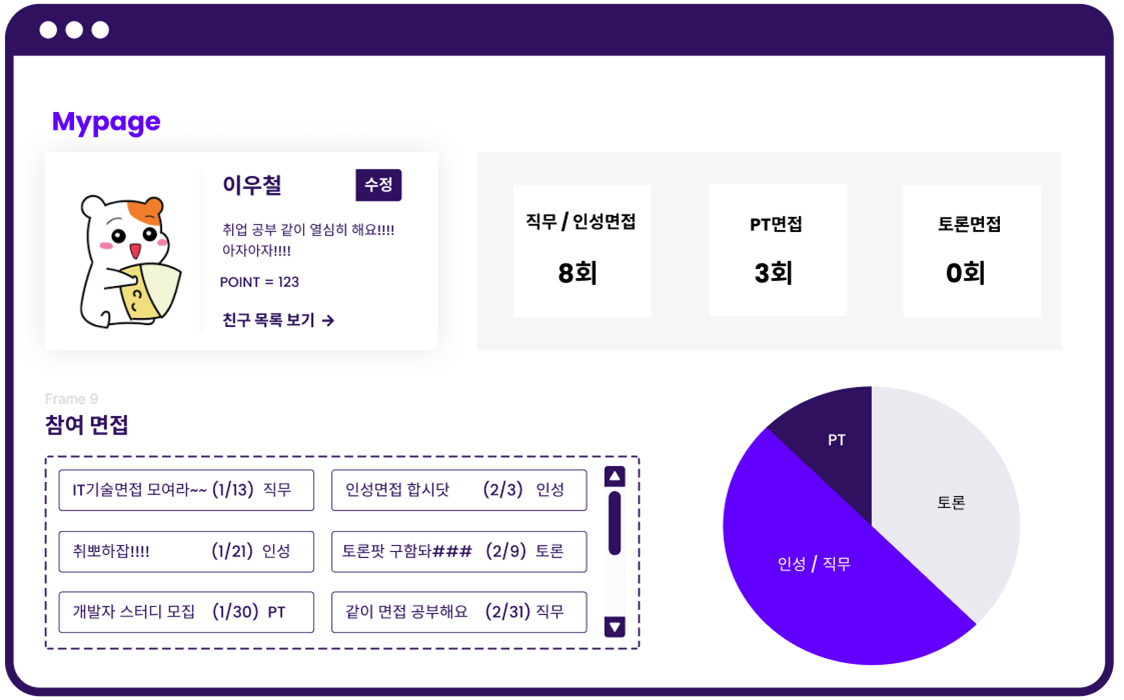 Mypage
이우철
수정
취업 공부 같이 열심히 해요!!!!
아자아자!!!!
POINT = 123
친구 목록 보기 →
직무 / 인성면접
8회
PT면접
3회
토론면접
0회
Frame 9
참여 면접
IT기술면접 모여라~~ (1/13) 직무
인성면접 합시닷 (2/3) 인성
취뽀하잡!!!! (1/21) 인성
토론팟 구함돠### (2/9) 토론
개발자 스터디 모집 (1/30) PT
같이 면접 공부해요 (2/31) 직무
PT
토론
인성 / 직무